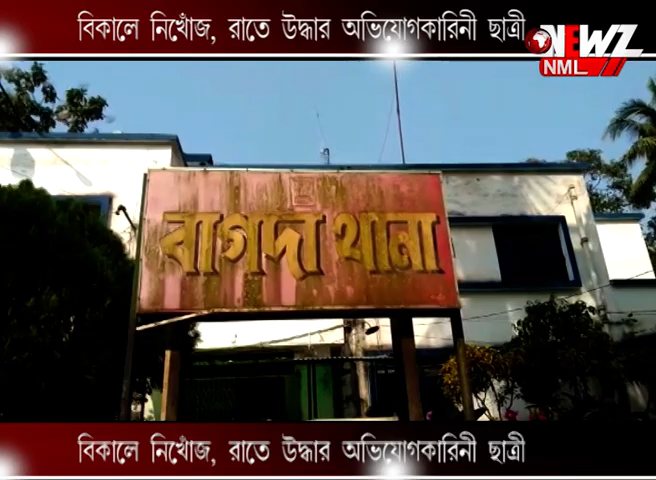 বিকালে নিখোঁজ, রাতে উদ্ধার অভিযোগকারিনী ছাত্রী
NEWZ
NML
বাগদা থানা
বিকালে নিখোঁজ, রাতে উদ্ধার অভিযোগকারিনী ছাত্রী